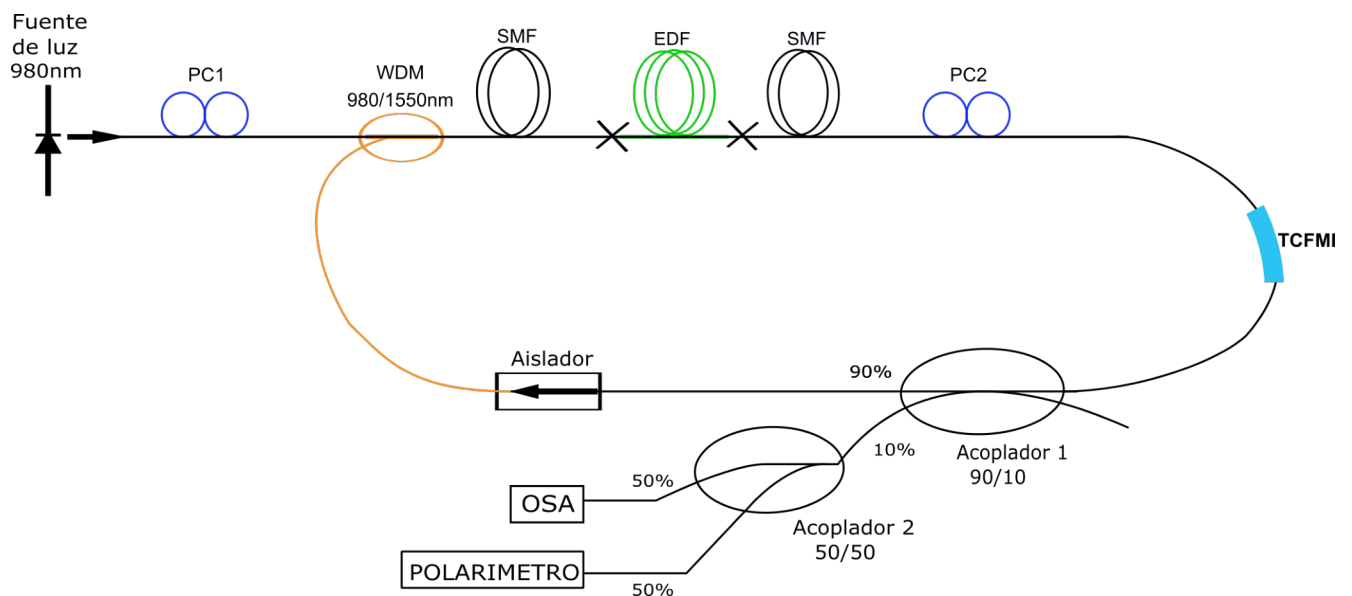 Fuente
de luz
980nm
PC1
WDM
980/1550nm
SMF
EDF
SMF
PC2
TCFMI
Aislador
90%
10%
Acoplador 1
90/10
50%
OSA
Acoplador 2
50/50
POLARIMETRO
50%